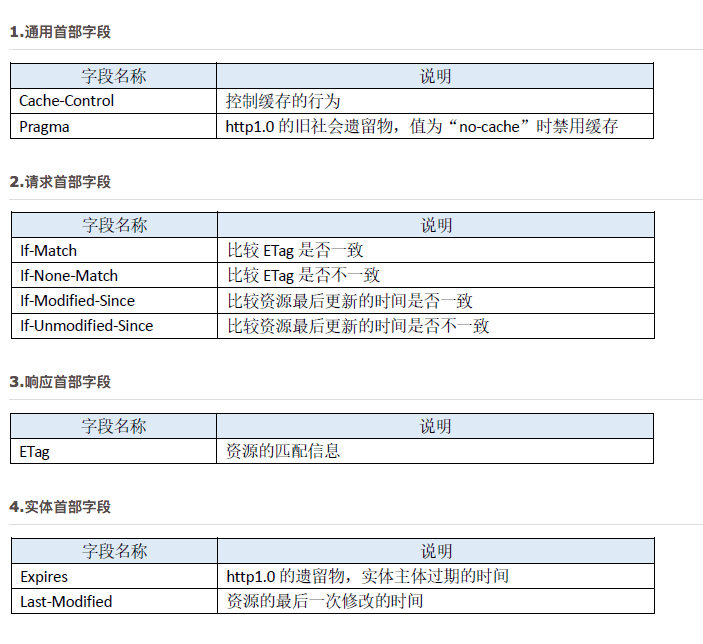 1.通用首部字段
字段名称 说明
Cache-Control 控制缓存的行为
Pragma http1.0 的旧社会遗留物，值为“no-cache”时禁用缓存
2.请求首部字段
字段名称 说明
If-Match 比较 ETag 是否一致
If-None-Match 比较 ETag 是否不一致
If-Modified-Since 比较资源最后更新的时间是否一致
If-Unmodified-Since 比较资源最后更新的时间是否不一致
3.响应首部字段
字段名称 说明
ETag 资源的匹配信息
4.实体首部字段
字段名称 说明
Expires http1.0 的遗留物，实体主体过期的时间
Last-Modified 资源的最后一次修改的时间